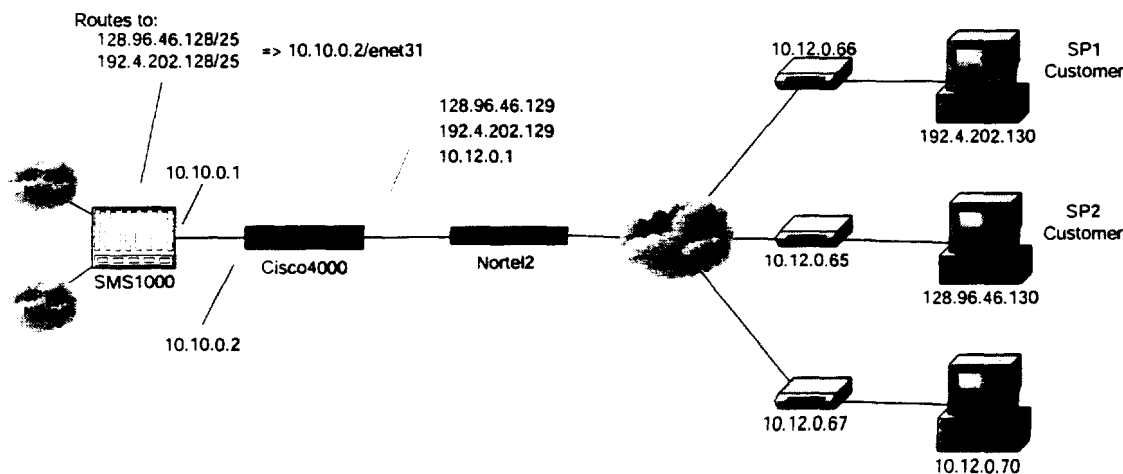 Routes to:
128.96.46.128/25
192.4.202.128/25
=> 10.10.0.2/enet31
10.12.0.66
SP1
Customer
128.96.46.129
192.4.202.129
10.12.0.1
192.4.202.130
10.10.0.1
SP2
Customer
SMS1000
Cisco4000
Nortel2
10.12.0.65
128.96.46.130
10.10.0.2
10.12.0.67
10.12.0.70